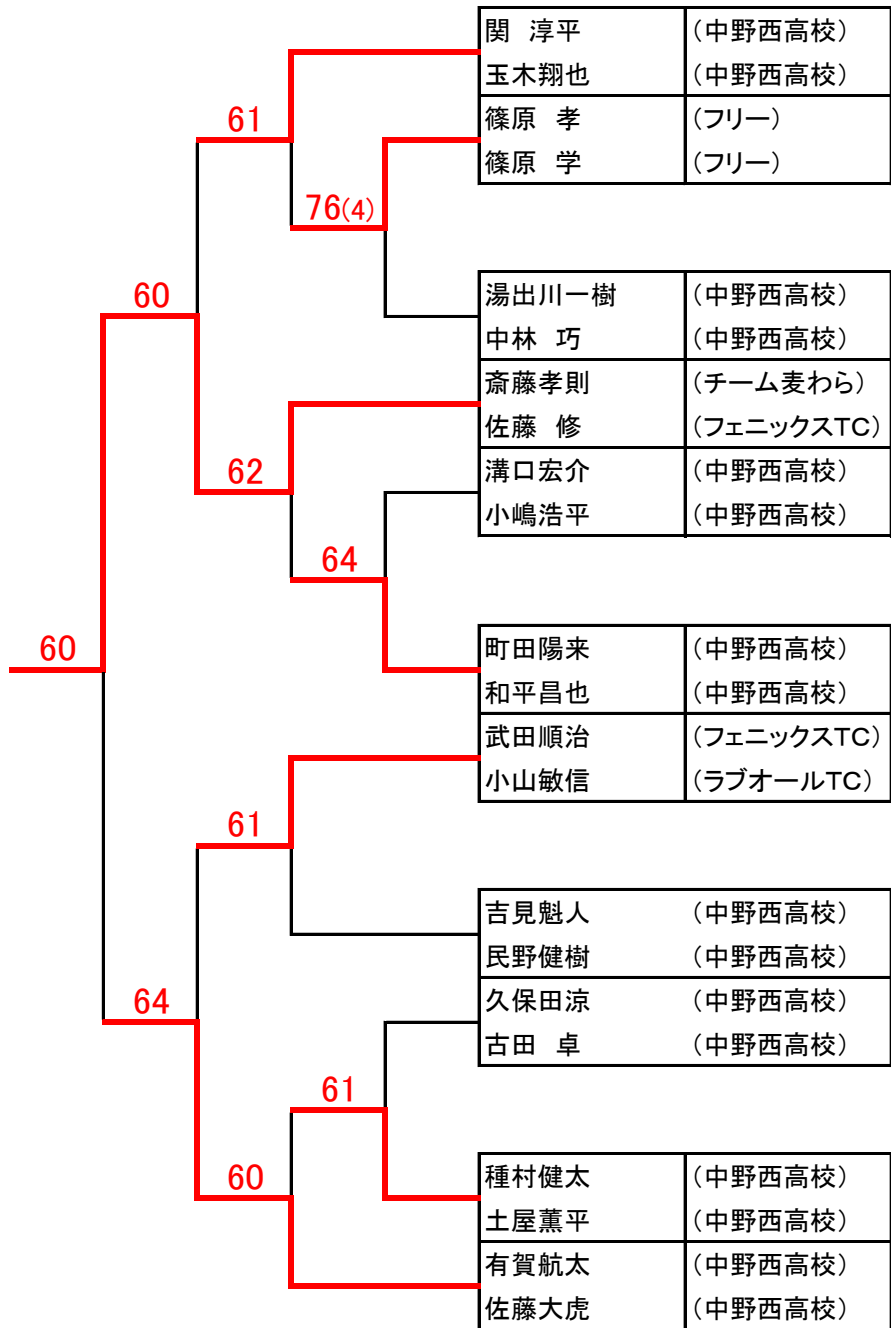 関 淳平 (中野西高校)
玉木翔也 (中野西高校)
61
篠原 孝 (フリー)
篠原 学 (フリー)
76(4)
60
湯出川一樹 (中野西高校)
中林 巧 (中野西高校)
斎藤孝則 (チーム麦わら)
佐藤 修 (フェニックスTC)
62
溝口宏介 (中野西高校)
小嶋浩平 (中野西高校)
64
60
町田陽来 (中野西高校)
和平昌也 (中野西高校)
武田順治 (フェニックスTC)
小山敏信 (ラブオールTC)
61
吉見魁人 (中野西高校)
民野健樹 (中野西高校)
64
久保田涼 (中野西高校)
古田 卓 (中野西高校)
61
60
種村健太 (中野西高校)
土屋薫平 (中野西高校)
有賀航太 (中野西高校)
佐藤大虎 (中野西高校)